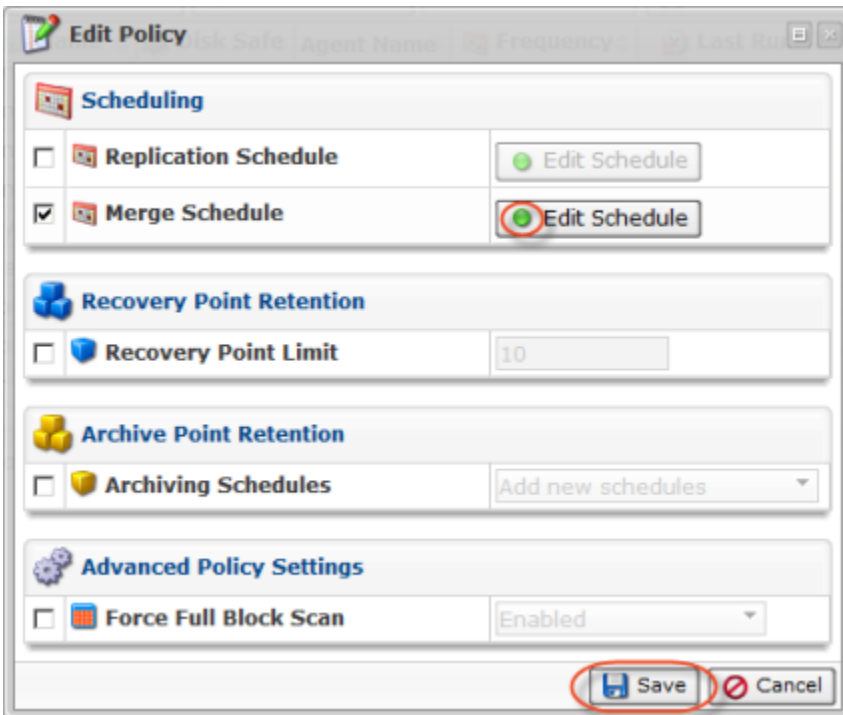 Edit Policy
Disk Safe Agent Name Frequency Last Ru
Scheduling
Replication Schedule Edit Schedule
Merge Schedule Edit Schedule
Recovery Point Retention
Recovery Point Limit 10
Archive Point Retention
Archiving Schedules Add new schedules
Advanced Policy Settings
Force Full Block Scan Enabled
Save Cancel